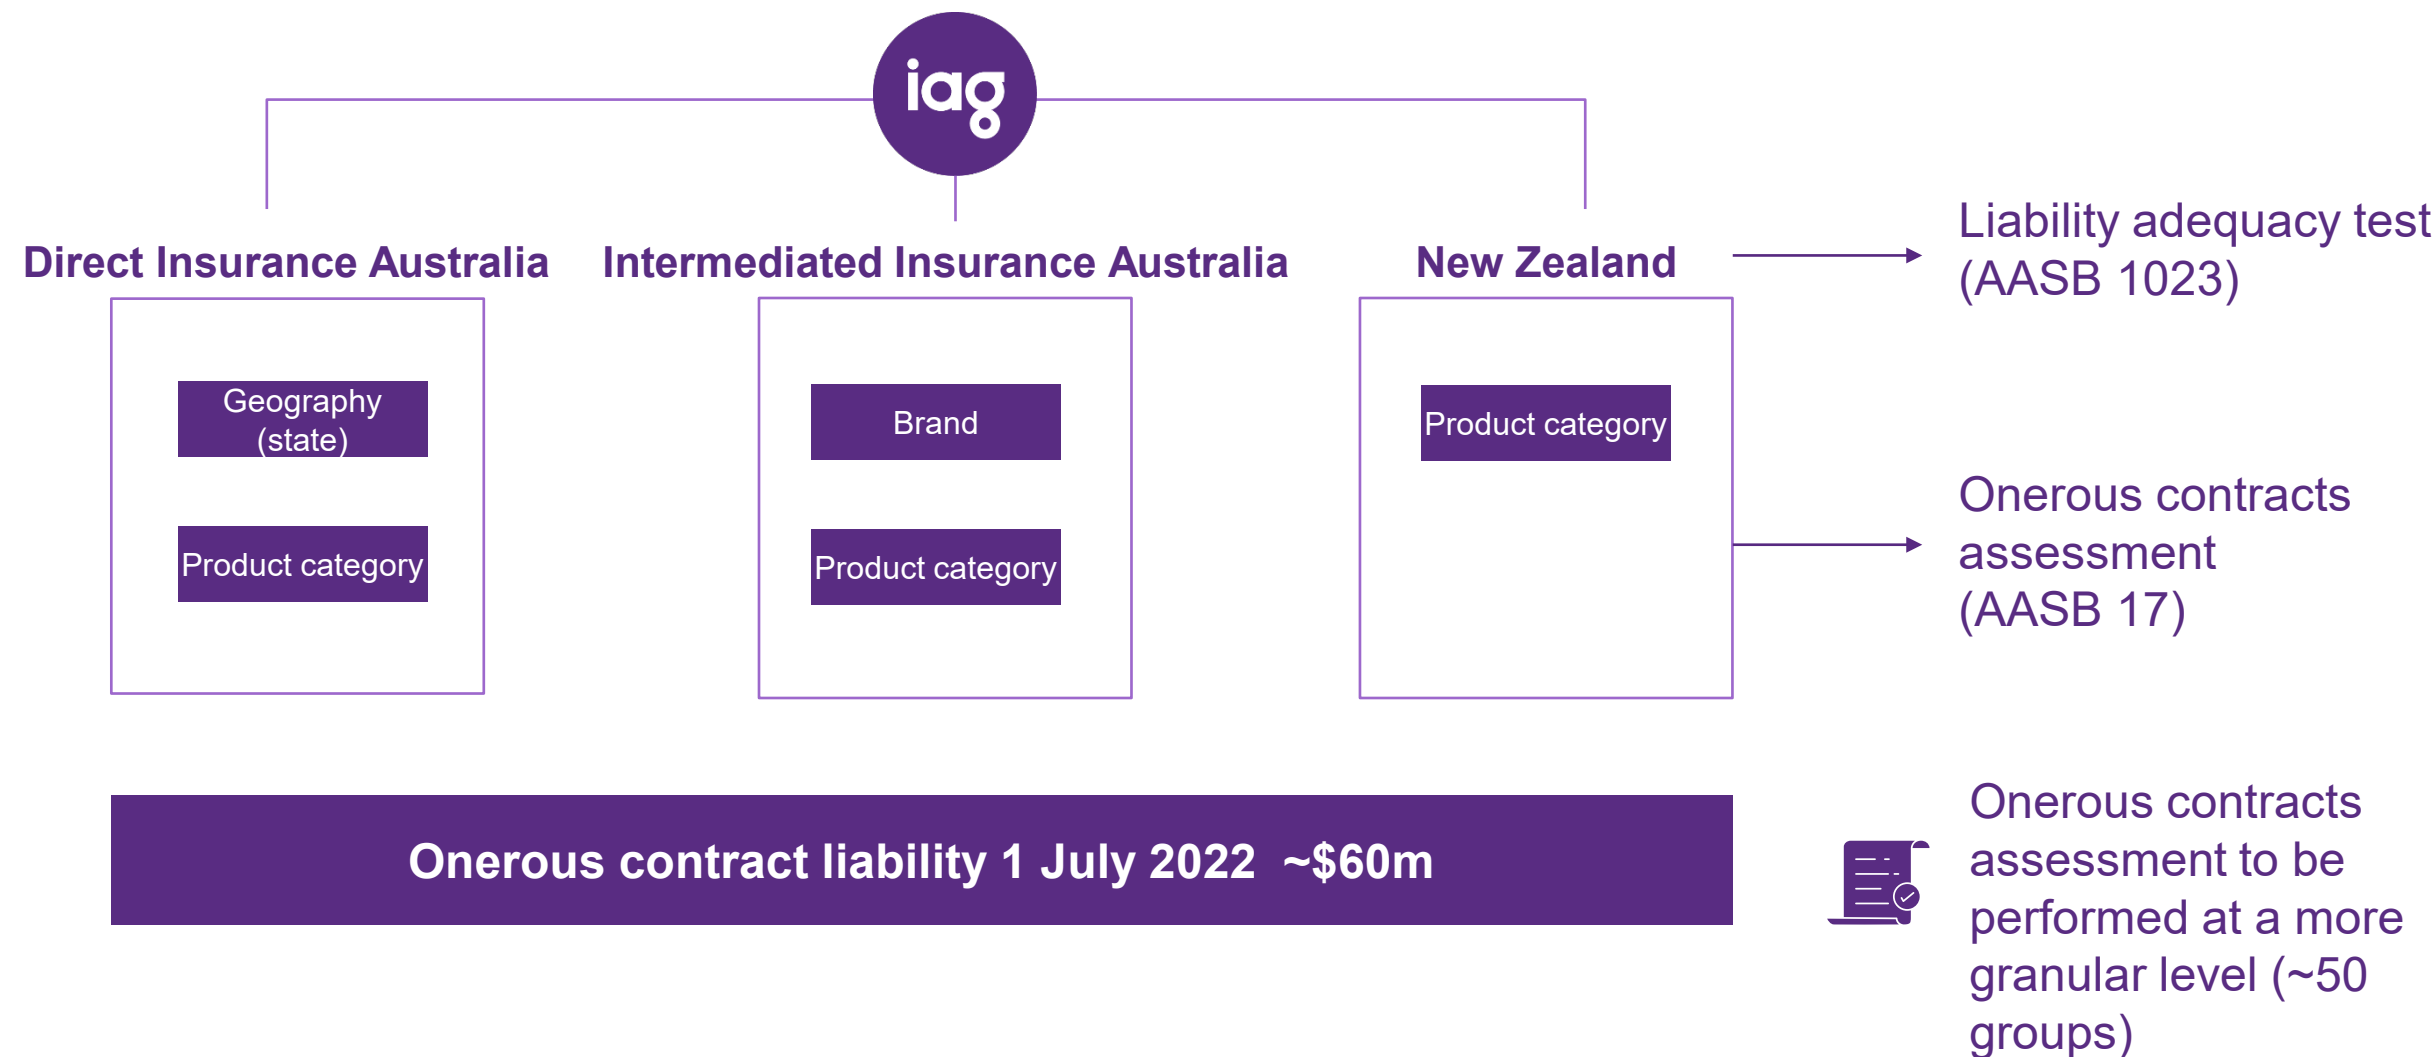 iag
Direct Insurance Australia
Intermediated Insurance Australia
New Zealand
Liability adequacy test
(AASB 1023)
Geography
(state)
Product category
Brand
Product category
Product category
Onerous contracts
assessment
(AASB 17)
Onerous contract liability 1 July 2022 ~$60m
Onerous contracts
assessment to be
performed at a more
granular level (~50
groups)